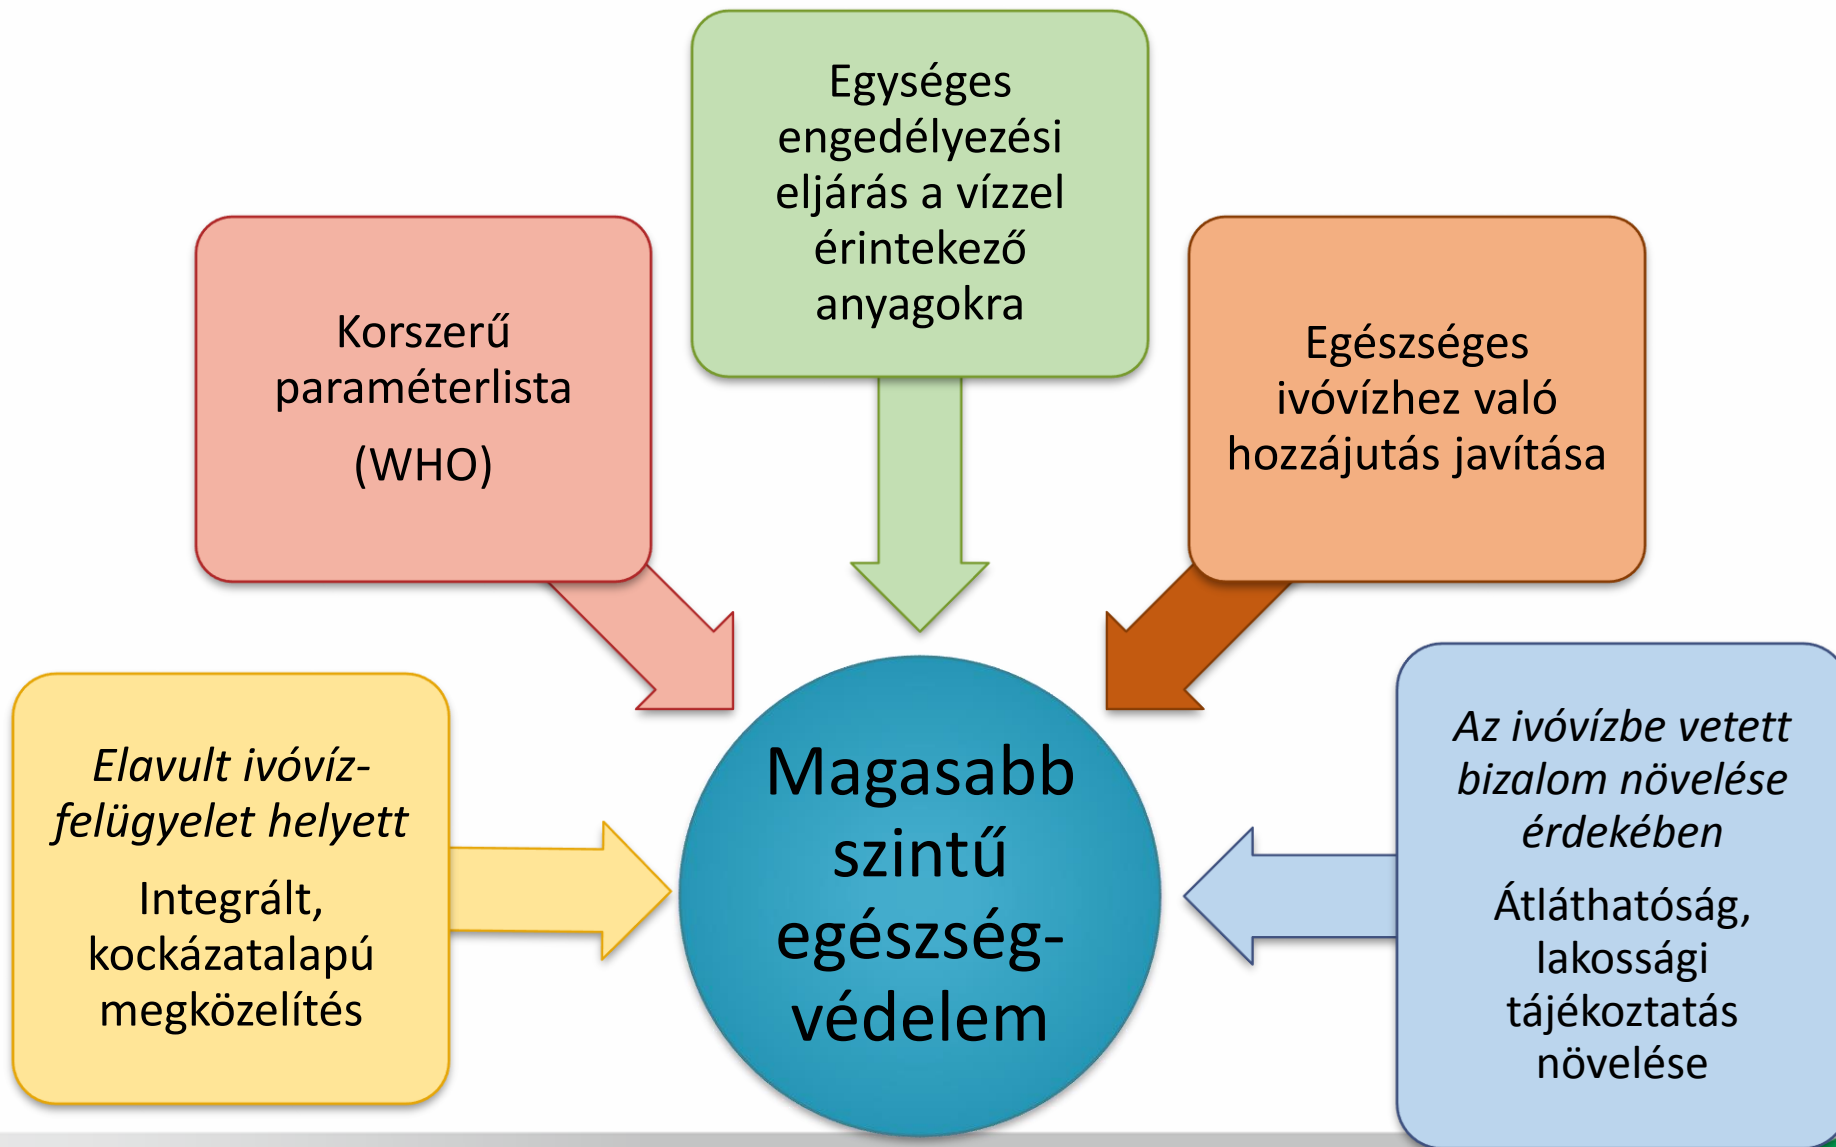 Egységes
engedélyezési
eljárás a vízzel
érintekező
anyagokra
Korszerű
paraméterlista
(WHO)
Egészséges
ivóvízhez való
hozzájutás javítása
Elavult ivóvíz-
felügyelet helyett
Integrált,
kockázatalapú
megközelítés
Magasabb
szintű
egészség-
védelem
Az ivóvízbe vetett
bizalom növelése
érdekében
Átláthatóság,
lakossági
tájékoztatás
növelése